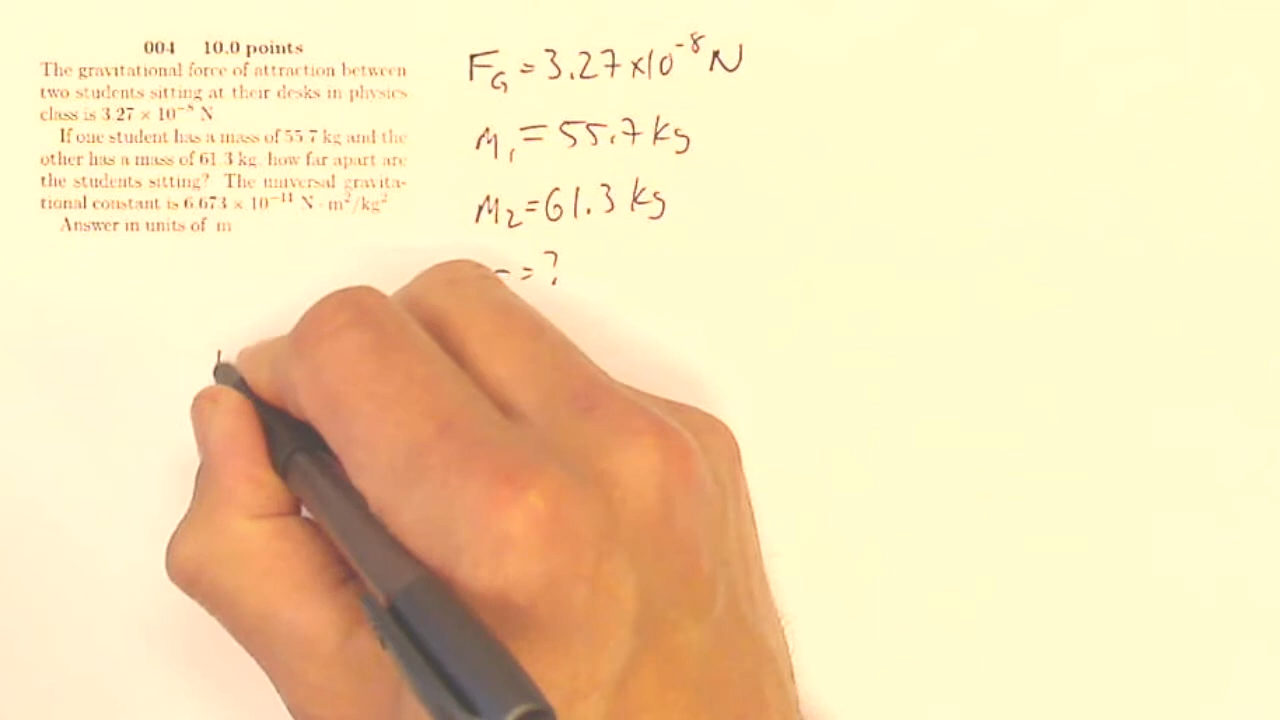 004 10.0 points
The gravitational force of attraction between
two students sitting at their desks in physics
class is 3.27 × 10⁻⁸ N
If one student has a mass of 55.7 kg and the
other has a mass of 61.3 kg, how far apart are
the students sitting? The universal gravita-
tional constant is 6.673 × 10⁻¹¹ N · m²/kg²
Answer in units of m
F_G = 3.27 × 10⁻⁸ N
m₁ = 55.7 kg
m₂ = 61.3 kg
= ?